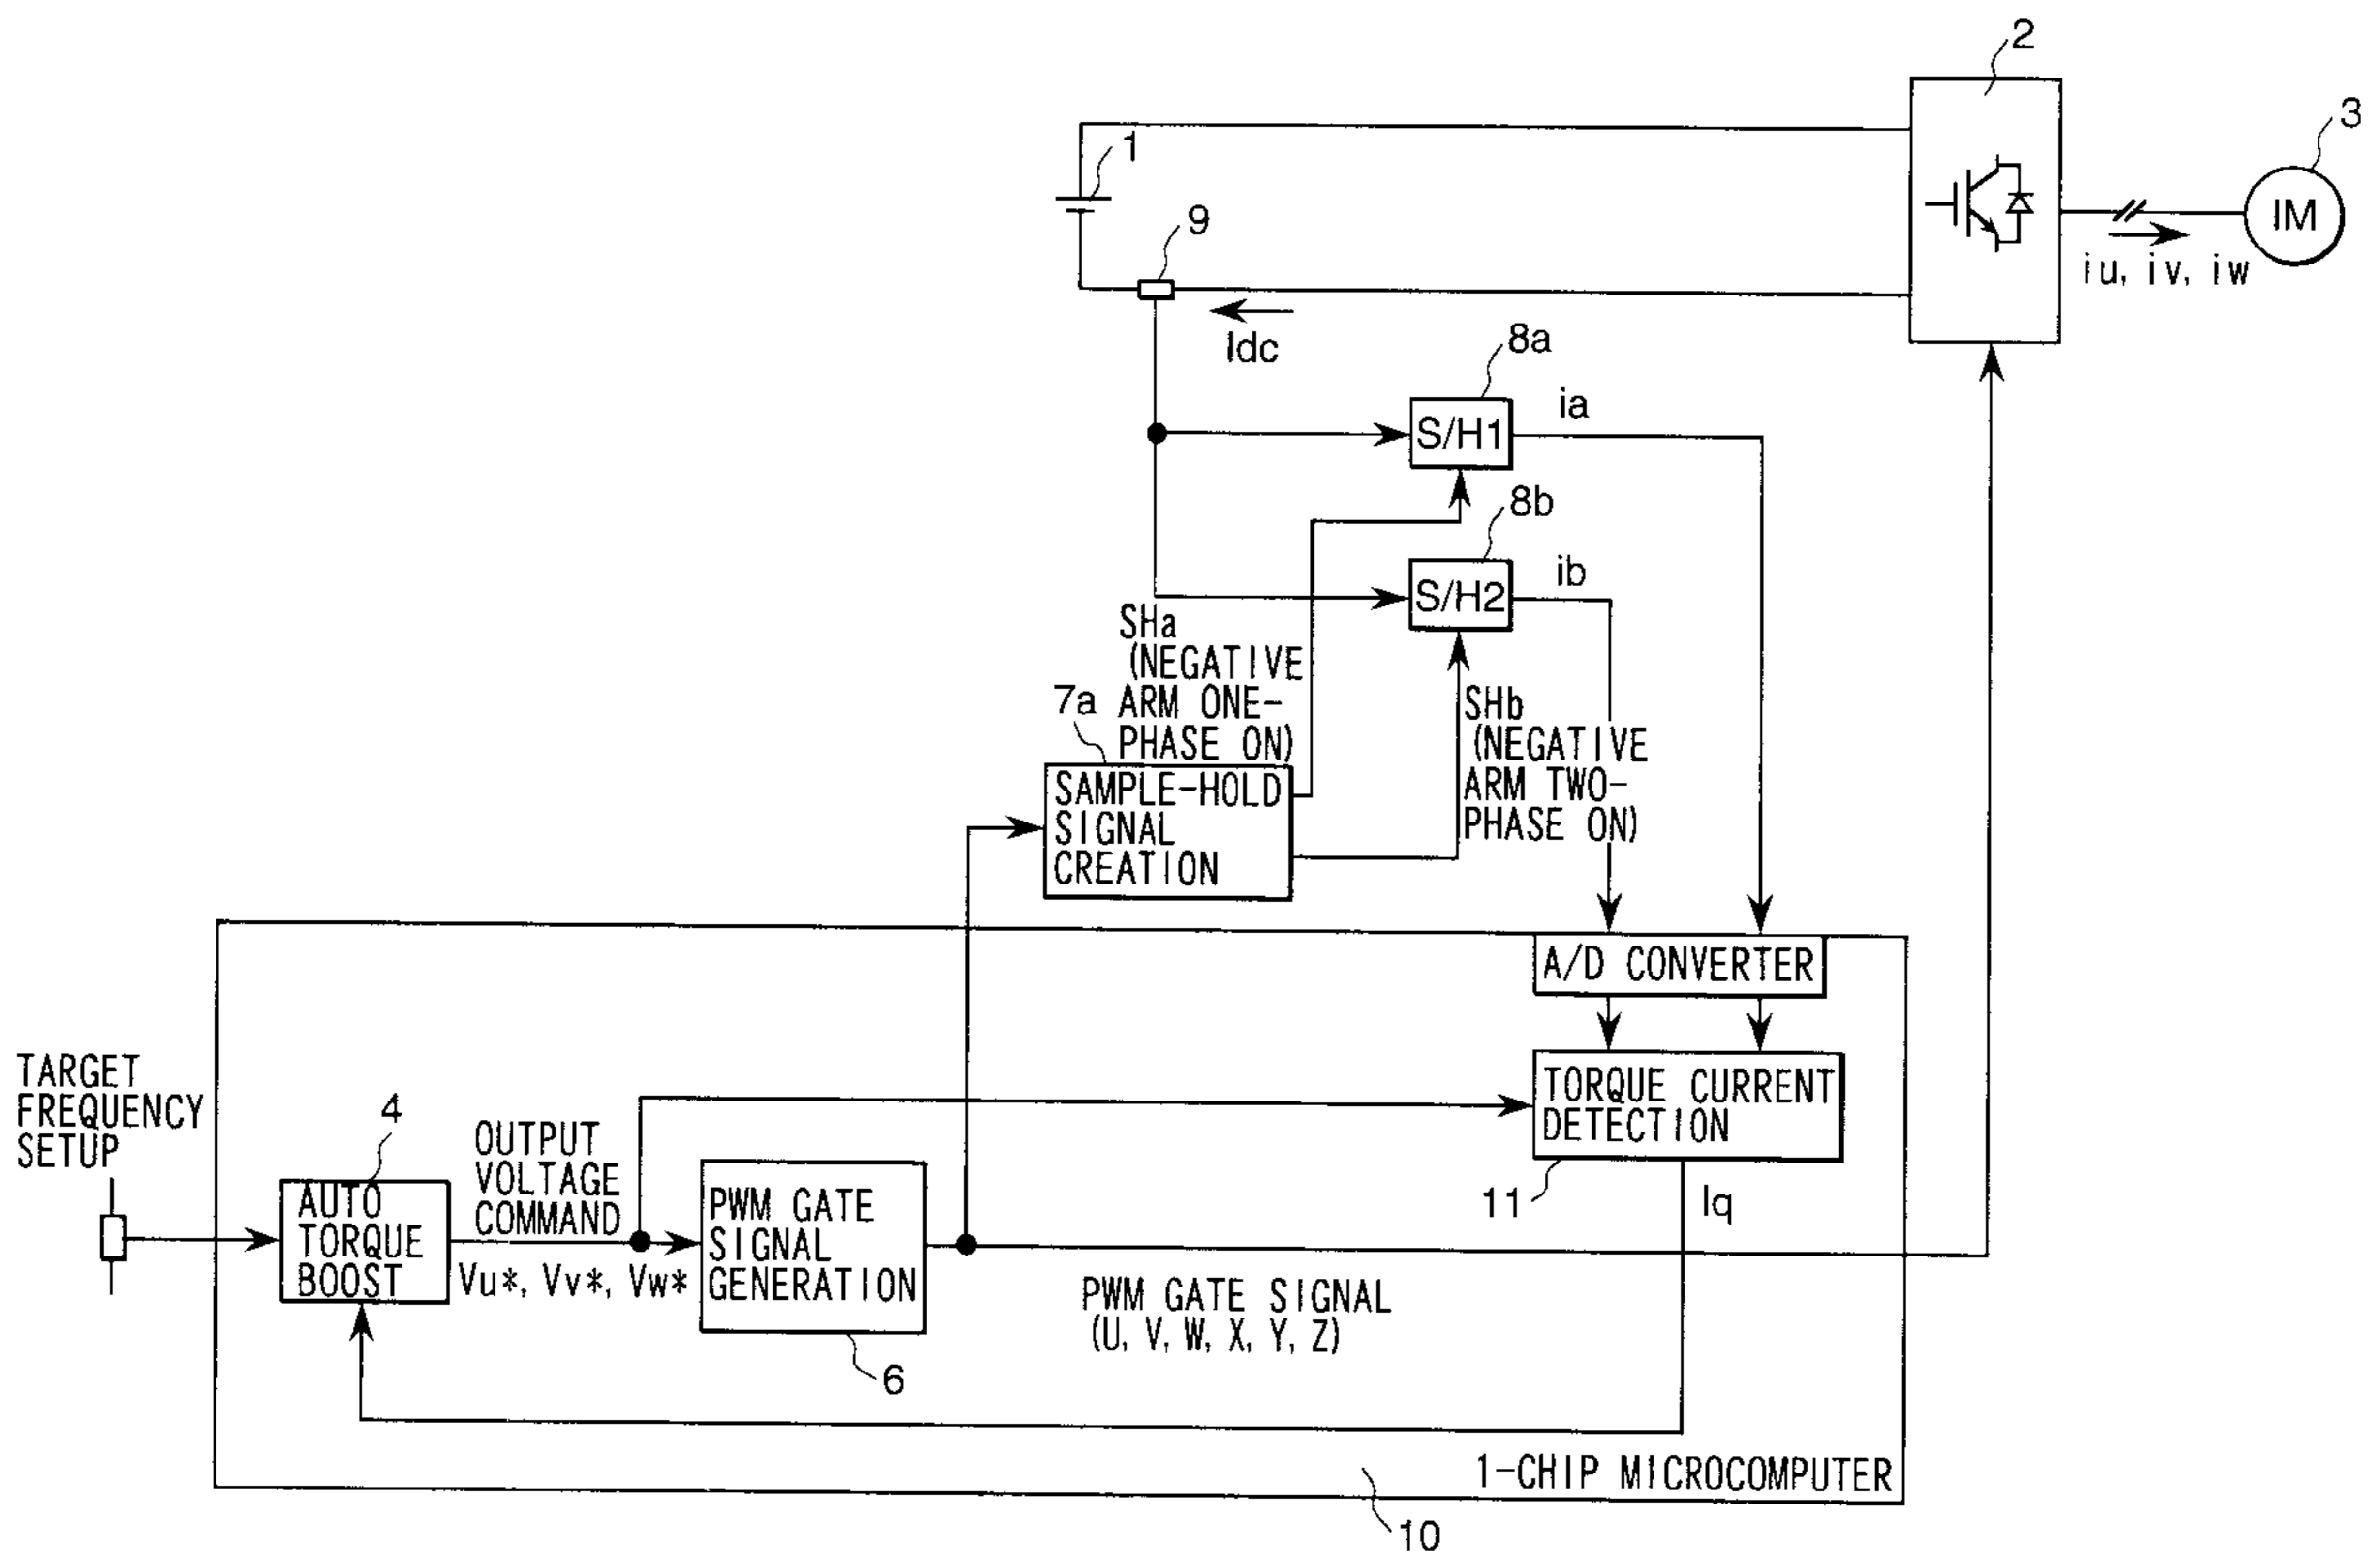 2
3
1
9
IM
iu, iv, iw
Idc
8a
S/H1
ia
8b
S/H2
ib
SHa
(NEGATIVE
ARM ONE-
PHASE ON)
7a
SHb
(NEGATIVE
ARM TWO-
PHASE ON)
SAMPLE-HOLD
SIGNAL
CREATION
A/D CONVERTER
TORQUE CURRENT
DETECTION
11
Iq
TARGET
FREQUENCY
SETUP
4
AUTO
TORQUE
BOOST
OUTPUT
VOLTAGE
COMMAND
Vu*, Vv*, Vw*
PWM GATE
SIGNAL
GENERATION
6
PWM GATE SIGNAL
(U, V, W, X, Y, Z)
1-CHIP MICROCOMPUTER
10